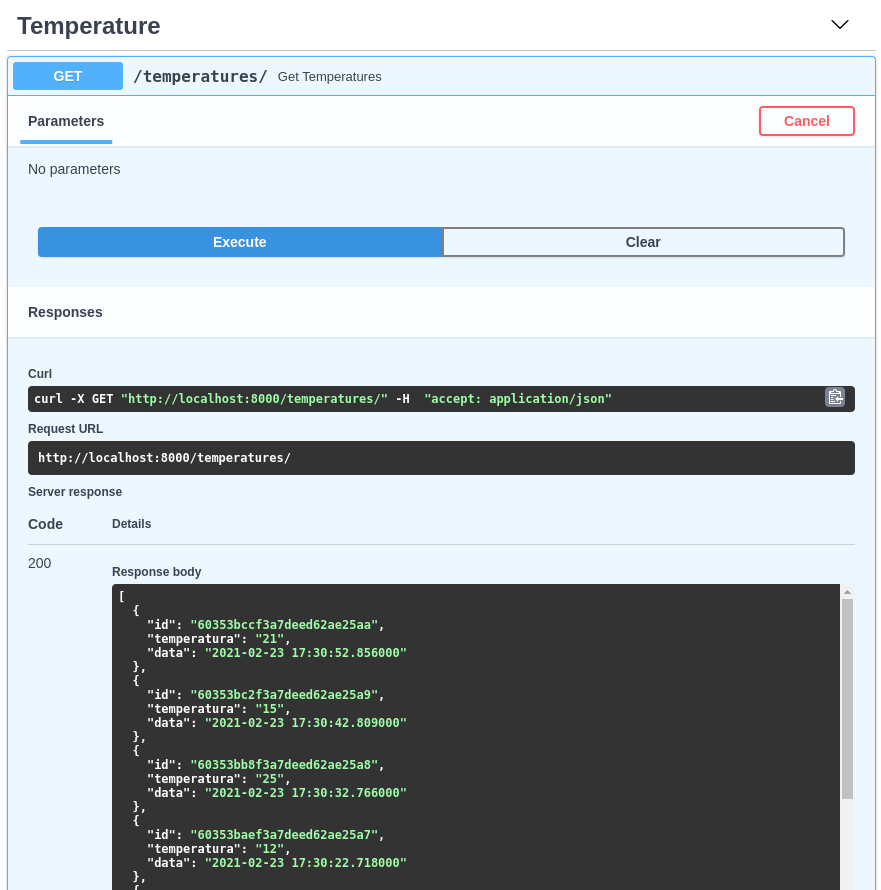 Temperature
GET /temperatures/ Get Temperatures
Parameters
Cancel
No parameters
Execute
Clear
Responses
Curl
curl -X GET "http://localhost:8000/temperatures/" -H  "accept: application/json"
Request URL
http://localhost:8000/temperatures/
Server response
Code Details
200
Response body
[
  {
    "id": "60353bccf3a7deed62ae25aa",
    "temperatura": "21",
    "data": "2021-02-23 17:30:52.856000"
  },
  {
    "id": "60353bc2f3a7deed62ae25a9",
    "temperatura": "15",
    "data": "2021-02-23 17:30:42.809000"
  },
  {
    "id": "60353bb8f3a7deed62ae25a8",
    "temperatura": "25",
    "data": "2021-02-23 17:30:32.766000"
  },
  {
    "id": "60353baef3a7deed62ae25a7",
    "temperatura": "12",
    "data": "2021-02-23 17:30:22.718000"
  },
  {